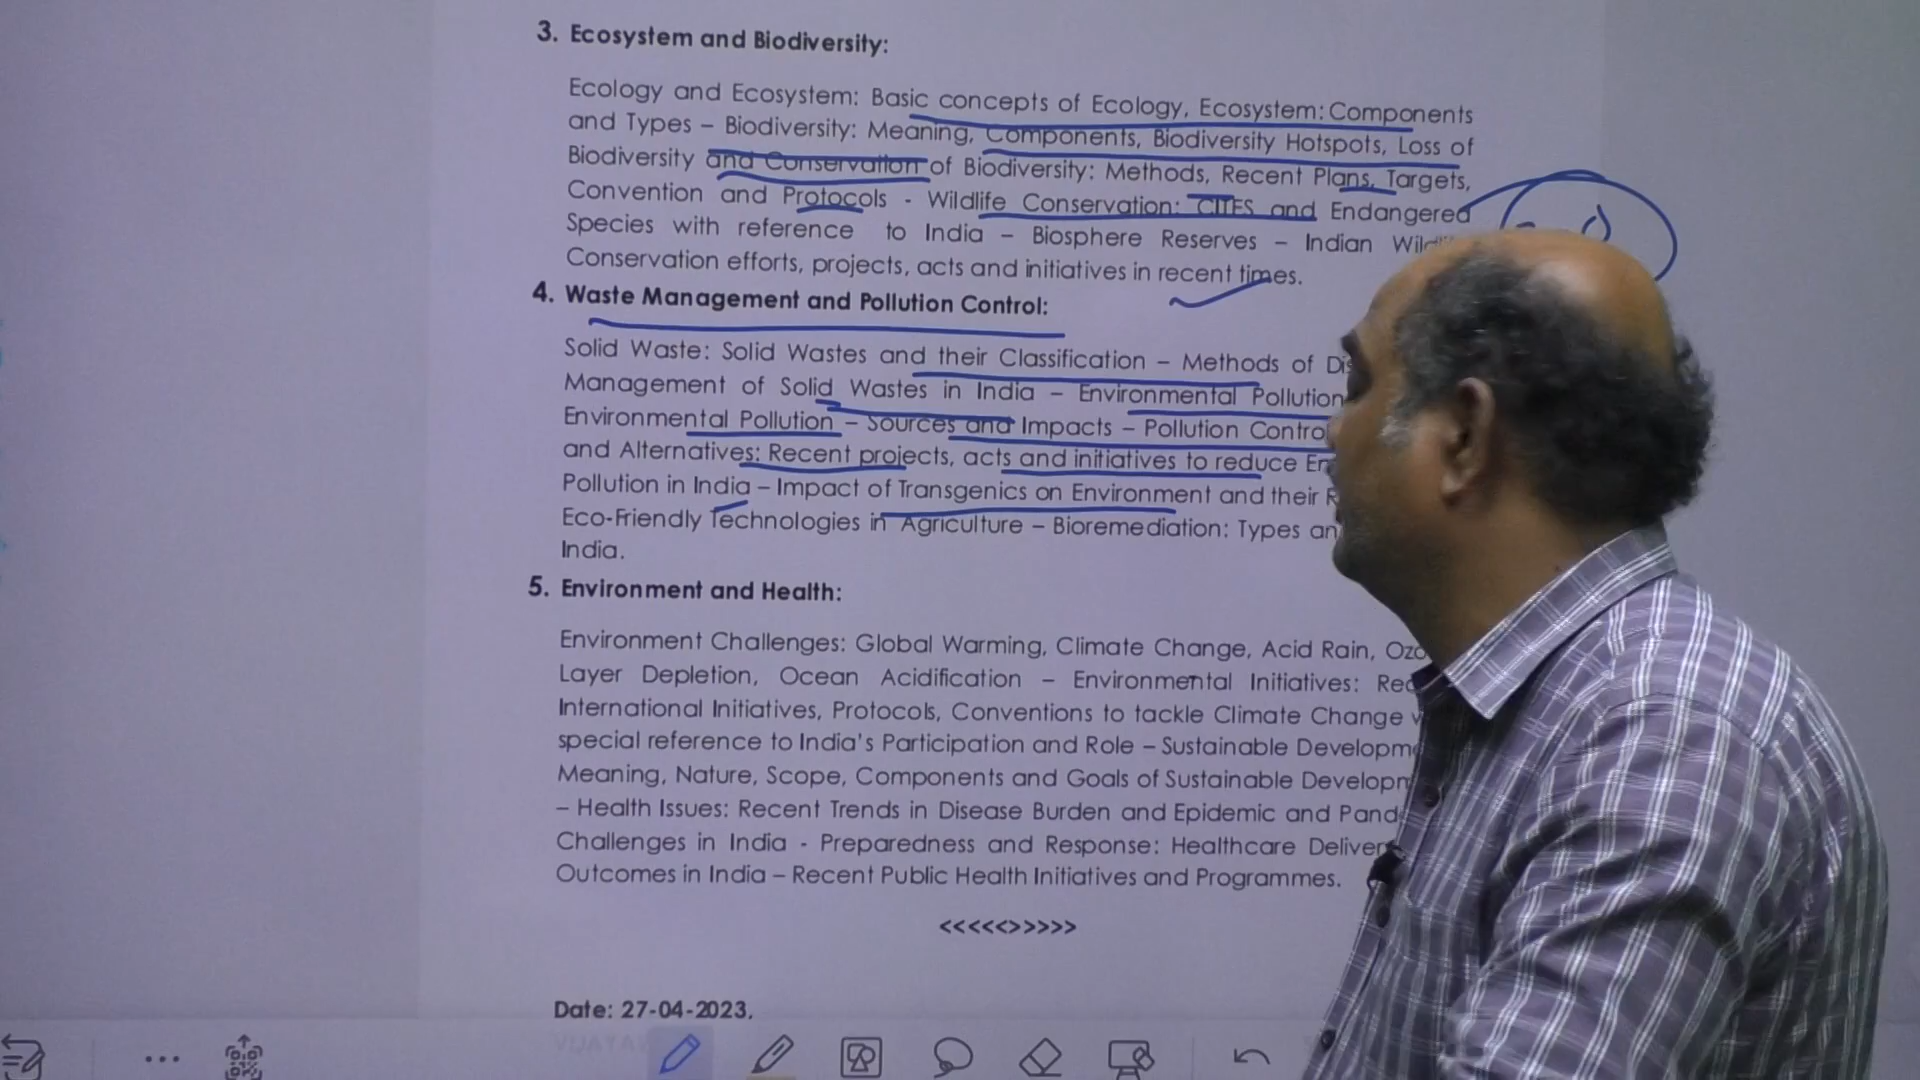 3. Ecosystem and Biodiversity:
Ecology and Ecosystem: Basic concepts of Ecology, Ecosystem: Components
and Types – Biodiversity: Meaning, Components, Biodiversity Hotspots, Loss of
Biodiversity and Conservation of Biodiversity: Methods, Recent Plans, Targets,
Convention and Protocols - Wildlife Conservation: CITES and Endangered
Species with reference to India – Biosphere Reserves – Indian
Conservation efforts, projects, acts and initiatives in recent times.
4. Waste Management and Pollution Control:
Solid Waste: Solid Wastes and their Classification – Methods of
Management of Solid Wastes in India – Environmental Pollution
Environmental Pollution – Sources and Impacts – Pollution
and Alternatives: Recent projects, acts and initiatives to reduce
Pollution in India – Impact of Transgenics on Environment and their
Eco-Friendly Technologies in Agriculture – Bioremediation: Types
India.
5. Environment and Health:
Environment Challenges: Global Warming, Climate Change, Acid Rain,
Layer Depletion, Ocean Acidification – Environmental Initiatives:
International Initiatives, Protocols, Conventions to tackle Climate Change
special reference to India's Participation and Role – Sustainable
Meaning, Nature, Scope, Components and Goals of Sustainable
– Health Issues: Recent Trends in Disease Burden and Epidemic and
Challenges in India - Preparedness and Response: Healthcare
Outcomes in India – Recent Public Health Initiatives and Programmes.
<<<<<>>>>>
Date: 27-04-2023.